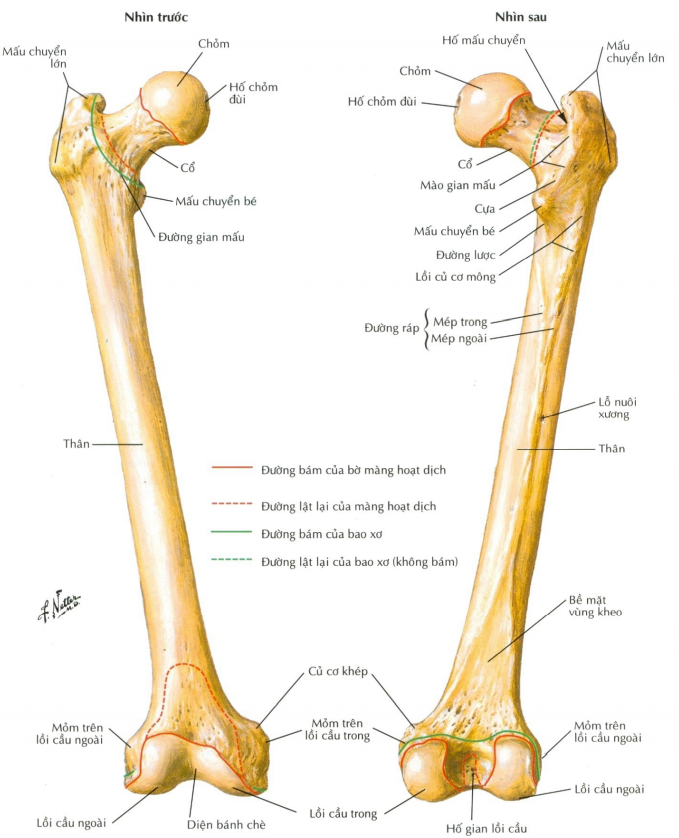 Nhìn trước
Nhìn sau
Mấu chuyển
lớn
Chỏm
Hố chỏm
đùi
Cổ
Mấu chuyển bé
Đường gian mấu
Thân
Hố mấu chuyển
Mấu
chuyển lớn
Chỏm
Hố chỏm đùi
Cổ
Mào gian mấu
Cựa
Mấu chuyển bé
Đường lược
Lồi củ cơ mông
Đường ráp
Mép trong
Mép ngoài
Lỗ nuôi
xương
Thân
Đường bám của bờ màng hoạt dịch
Đường lật lại của màng hoạt dịch
Đường bám của bao xơ
Đường lật lại của bao xơ (không bám)
F. Netter
M.D.
Bề mặt
vùng kheo
Củ cơ khép
Mỏm trên
lồi cầu ngoài
Mỏm trên
lồi cầu trong
Mỏm trên
lồi cầu ngoài
Lồi cầu ngoài
Diện bánh chè
Lồi cầu trong
Hố gian lồi cầu
Lồi cầu ngoài